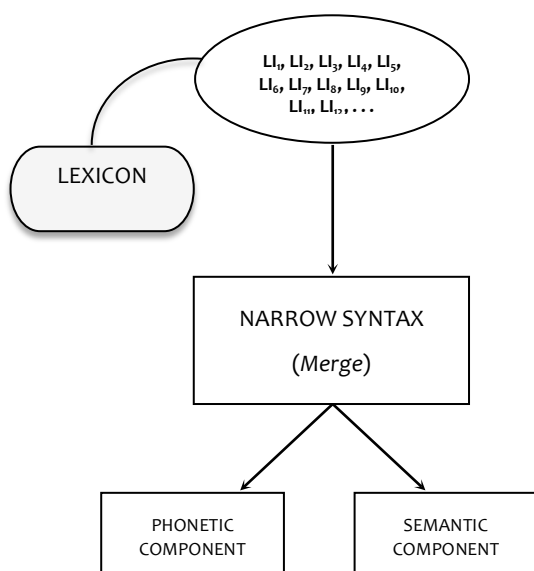 LI₁, LI₂, LI₃, LI₄, LI₅,
LI₆, LI₇, LI₈, LI₉, LI₁₀,
LI₁₁, LI₁₂, . . .
LEXICON
NARROW SYNTAX
(Merge)
PHONETIC
COMPONENT
SEMANTIC
COMPONENT